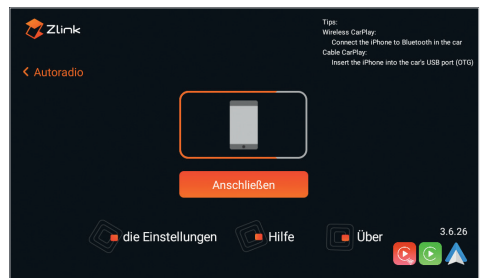 Zlink
Tips:
Wireless CarPlay:
Connect the iPhone to Bluetooth in the car
Cable CarPlay:
Insert the iPhone into the car's USB port (OTG)
Autoradio
Anschließen
die Einstellungen
Hilfe
Über
3.6.26